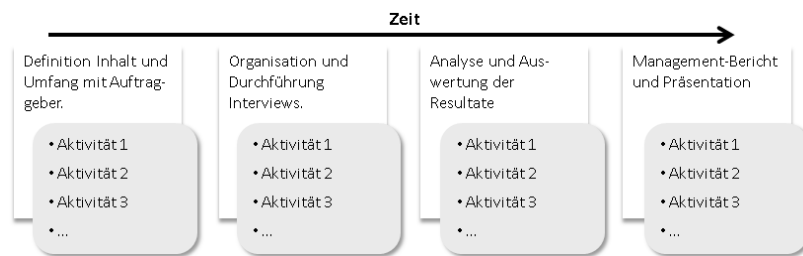 Zeit
Definition Inhalt und
Umfang mit Auftrag-
geber.
• Aktivität 1
• Aktivität 2
• Aktivität 3
• ...
Organisation und
Durchführung
Interviews.
• Aktivität 1
• Aktivität 2
• Aktivität 3
• ...
Analyse und Aus-
wertung der
Resultate
• Aktivität 1
• Aktivität 2
• Aktivität 3
• ...
Management-Bericht
und Präsentation
• Aktivität 1
• Aktivität 2
• Aktivität 3
• ...